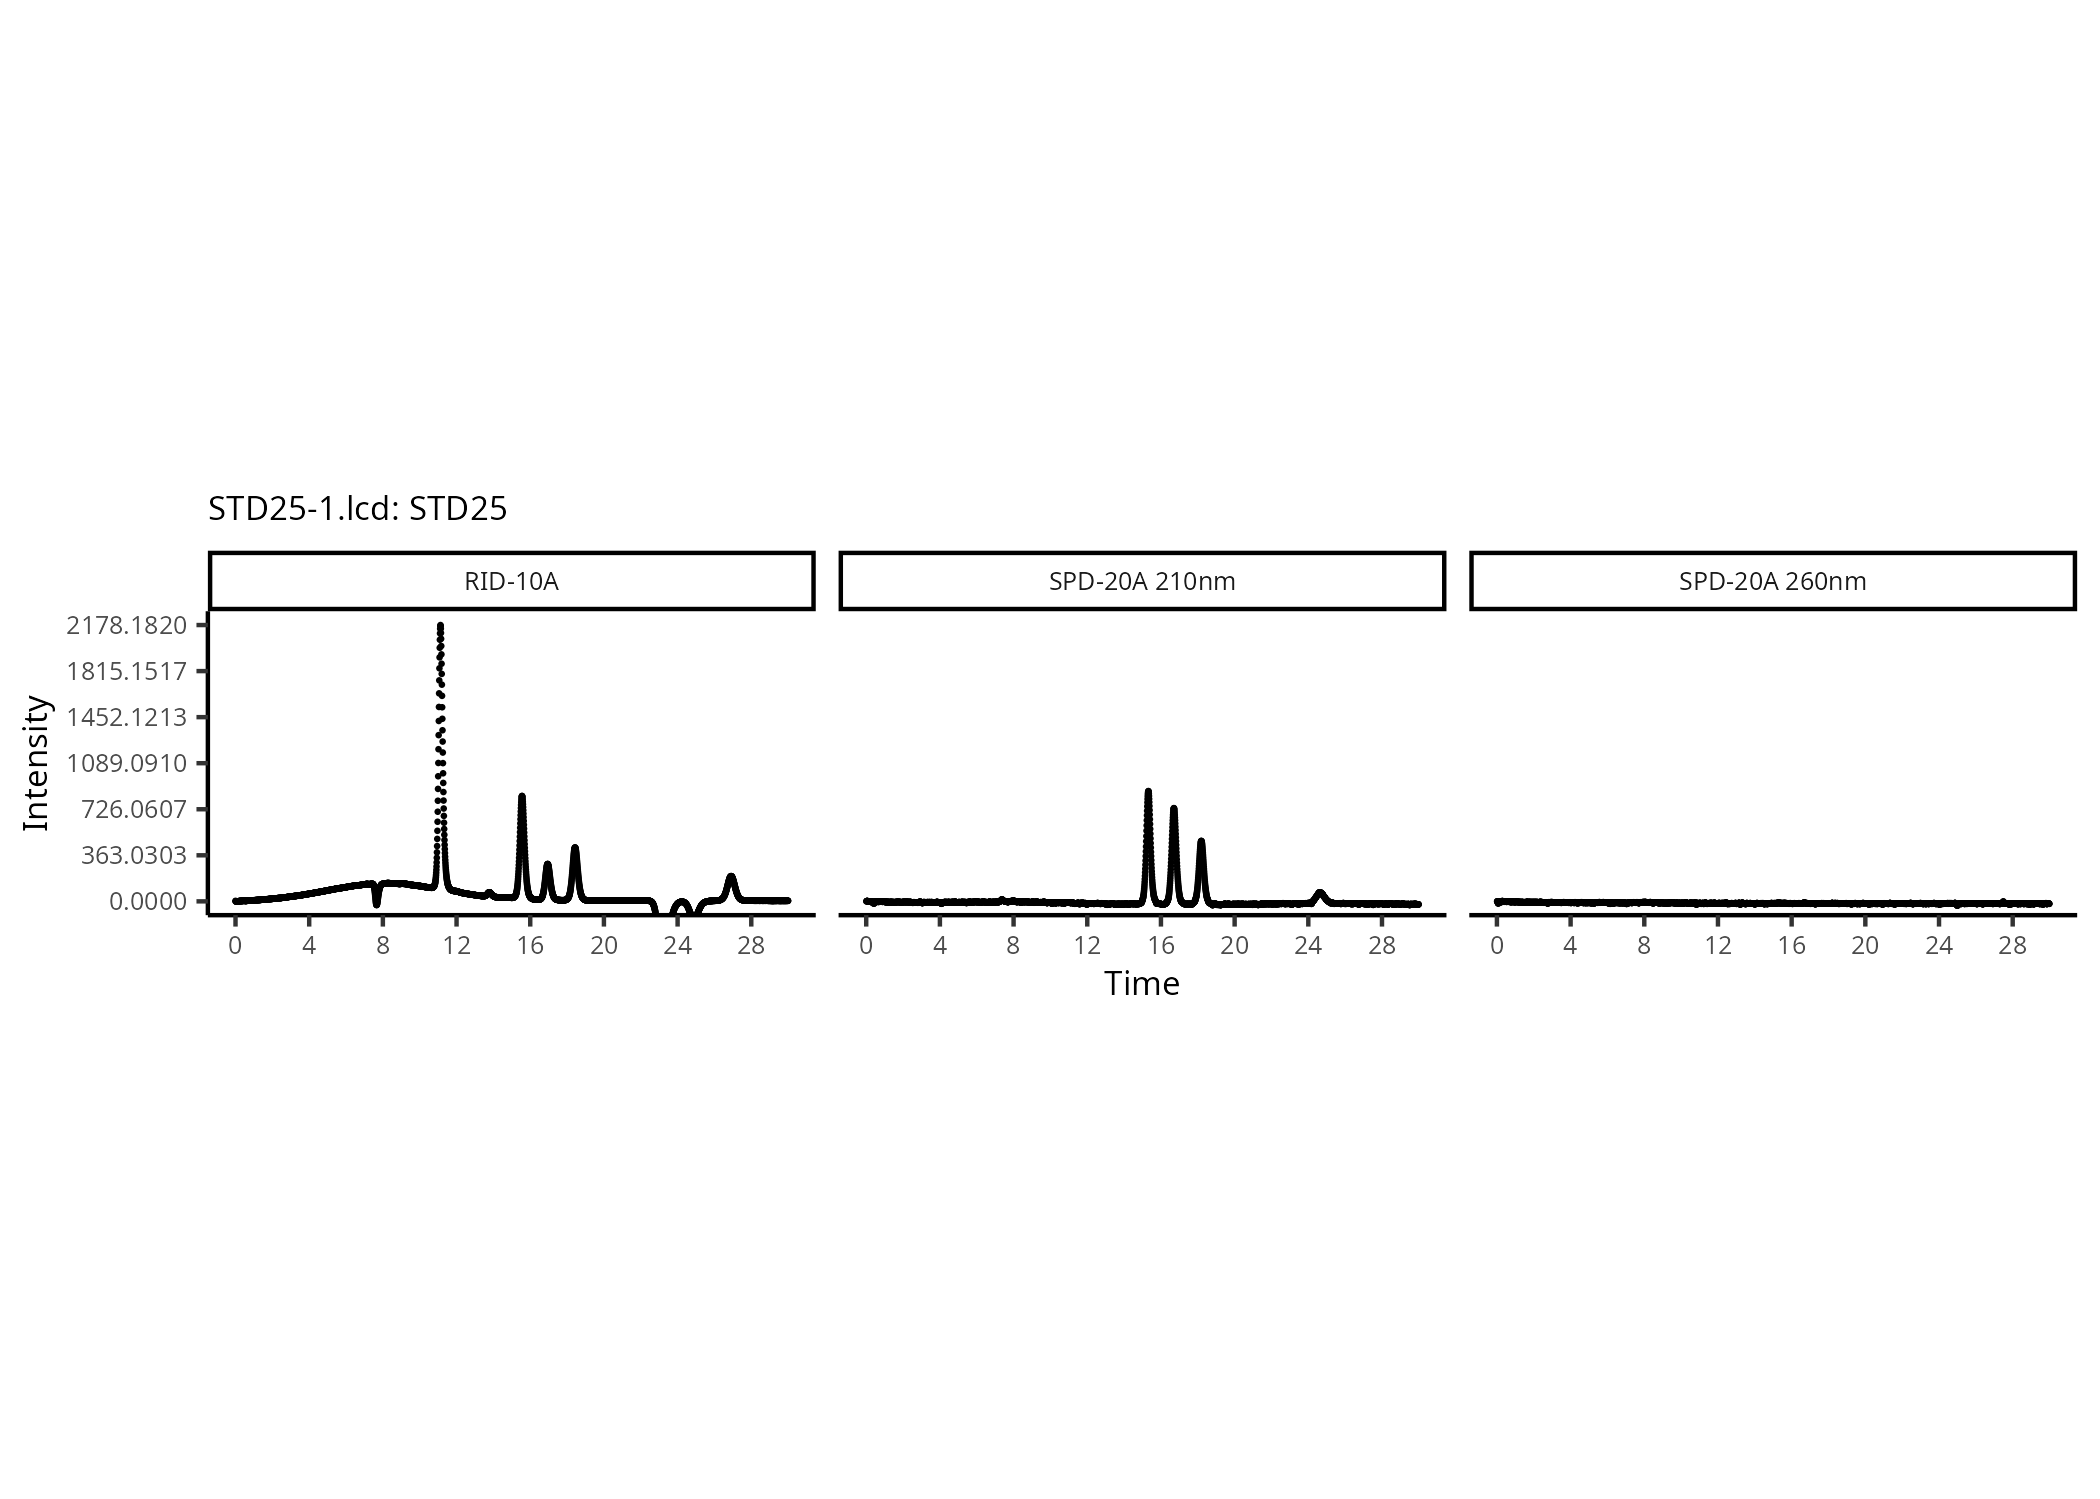 STD25-1.lcd: STD25
RID-10A
SPD-20A 210nm
SPD-20A 260nm
Intensity
2178.1820
1815.1517
1452.1213
1089.0910
726.0607
363.0303
0.0000
0 4 8 12 16 20 24 28
0 4 8 12 16 20 24 28
0 4 8 12 16 20 24 28
Time